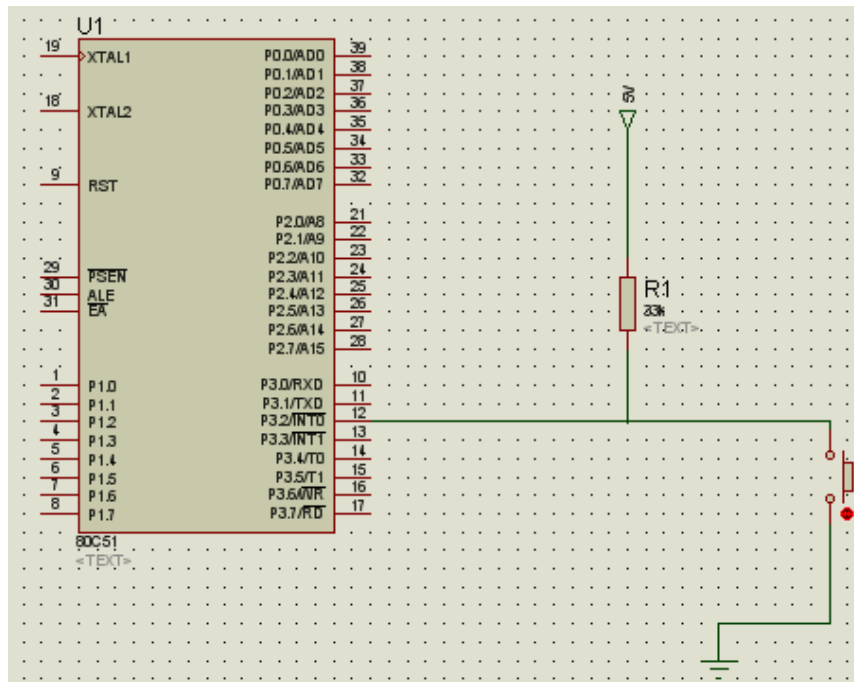 U1
19 XTAL1 P0.0/AD0 39
P0.1/AD1 38
P0.2/AD2 37
18 XTAL2 P0.3/AD3 36
P0.4/AD4 35
P0.5/AD5 34
P0.6/AD6 33
9 RST P0.7/AD7 32
P2.0/A8 21
P2.1/A9 22
P2.2/A10 23
29 PSEN P2.3/A11 24
30 ALE P2.4/A12 25
31 EA P2.5/A13 26
P2.6/A14 27
P2.7/A15 28
1 P1.0 P3.0/RXD 10
2 P1.1 P3.1/TXD 11
3 P1.2 P3.2/INT0 12
4 P1.3 P3.3/INT1 13
5 P1.4 P3.4/T0 14
6 P1.5 P3.5/T1 15
7 P1.6 P3.6/WR 16
8 P1.7 P3.7/RD 17
80C51
<TEXT>
5V
R1
33k
<TEXT>